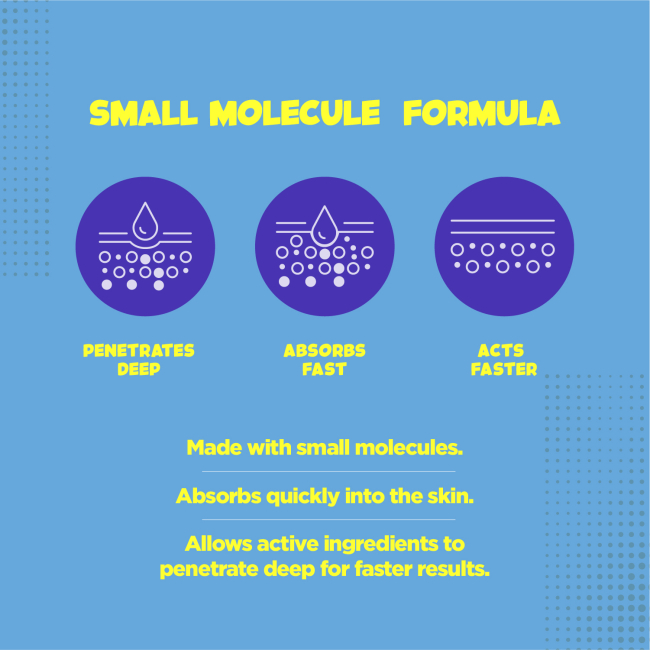 SMALL MOLECULE FORMULA
PENETRATES
DEEP
ABSORBS
FAST
ACTS
FASTER
Made with small molecules.
Absorbs quickly into the skin.
Allows active ingredients to
penetrate deep for faster results.